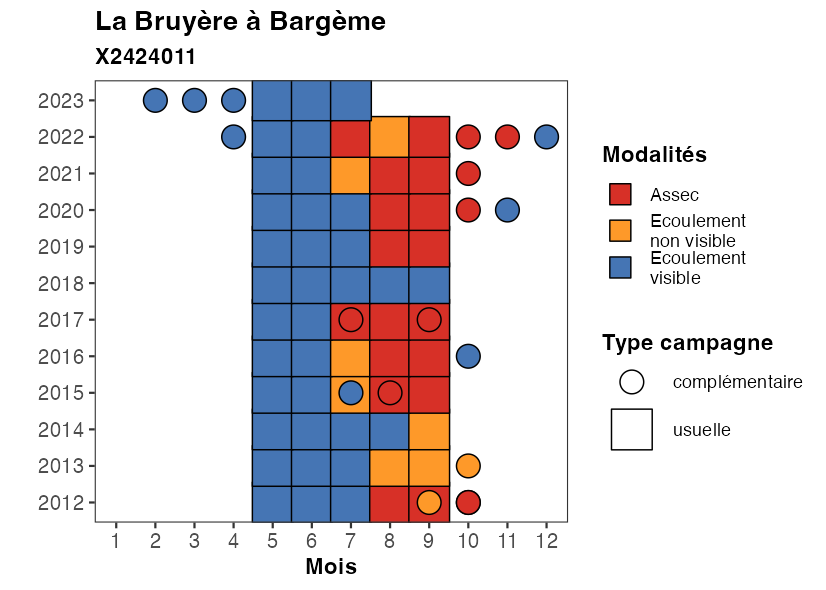 La Bruyère à Bargème
X2424011
2023
2022
2021
2020
2019
2018
2017
2016
2015
2014
2013
2012
1 2 3 4 5 6 7 8 9 10 11 12
Mois
Modalités
Assec
Ecoulement
non visible
Ecoulement
visible
Type campagne
complémentaire
usuelle